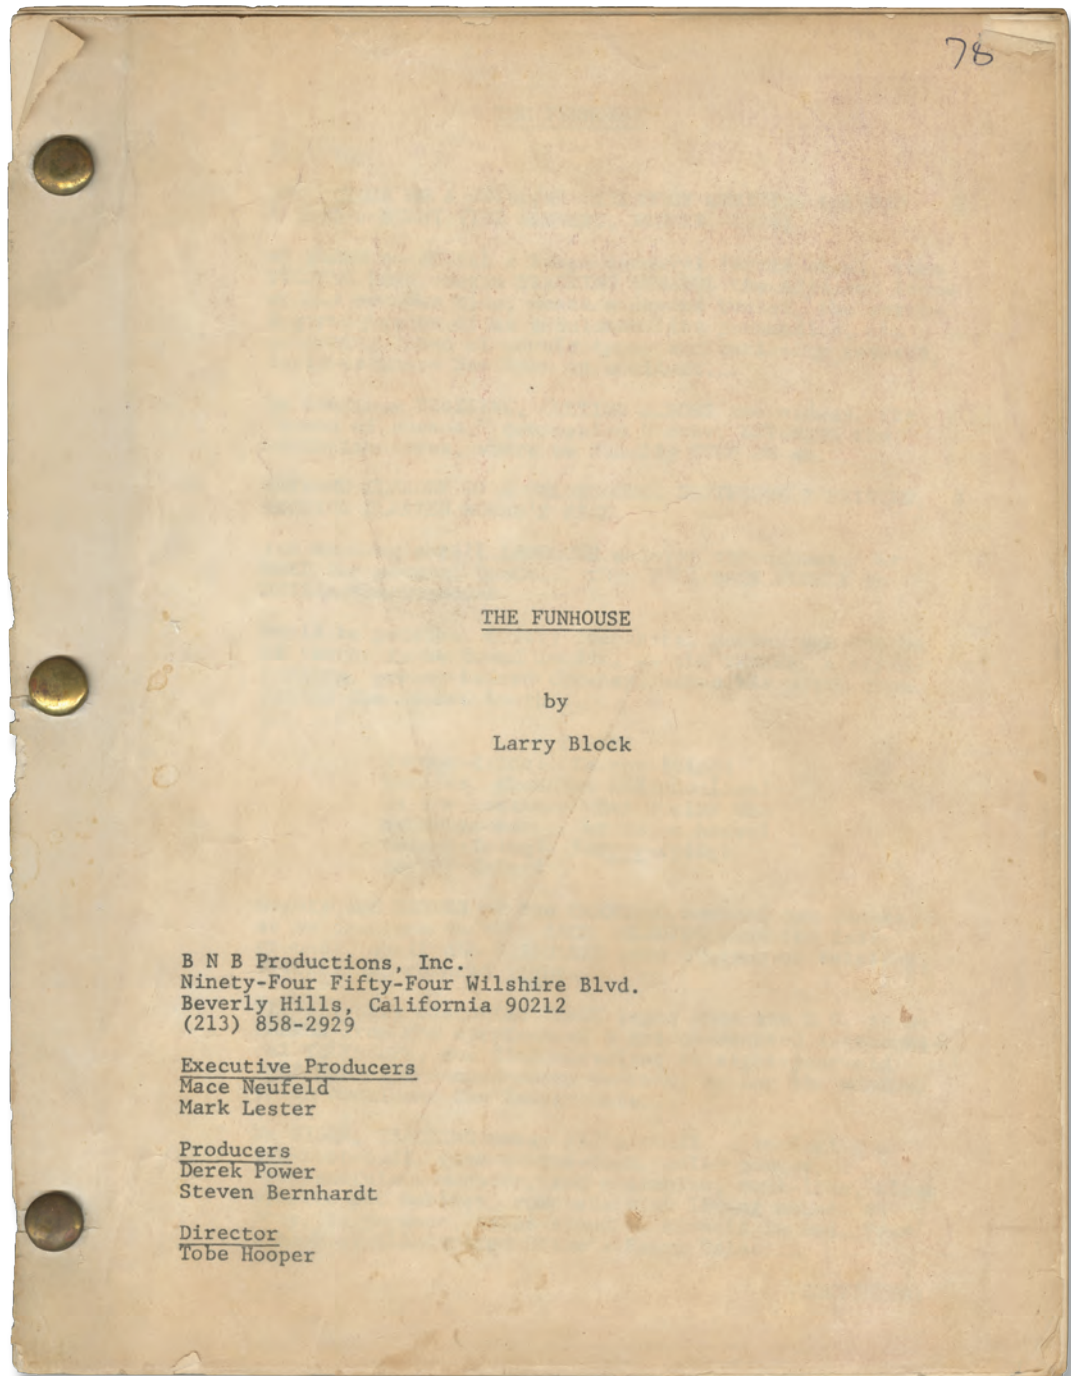 78
THE FUNHOUSE
by
Larry Block
B N B Productions, Inc.
Ninety-Four Fifty-Four Wilshire Blvd.
Beverly Hills, California 90212
(213) 858-2929
Executive Producers
Mace Neufeld
Mark Lester
Producers
Derek Power
Steven Bernhardt
Director
Tobe Hooper